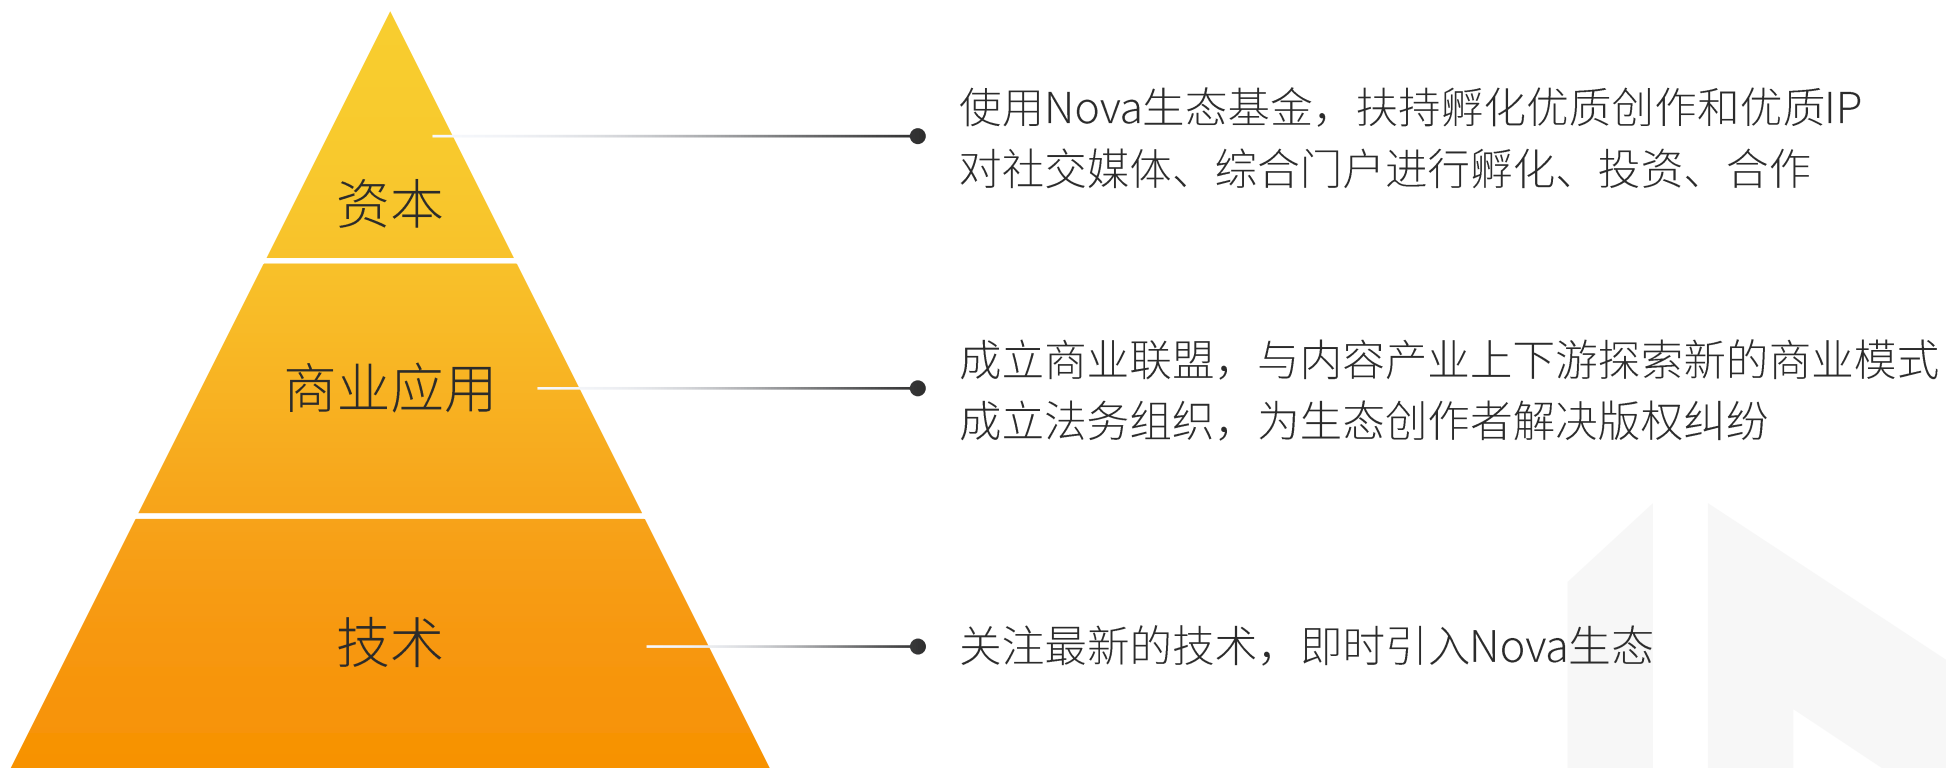 资本
使用Nova生态基金，扶持孵化优质创作和优质IP
对社交媒体、综合门户进行孵化、投资、合作
商业应用
成立商业联盟，与内容产业上下游探索新的商业模式
成立法务组织，为生态创作者解决版权纠纷
技术
关注最新的技术，即时引入Nova生态